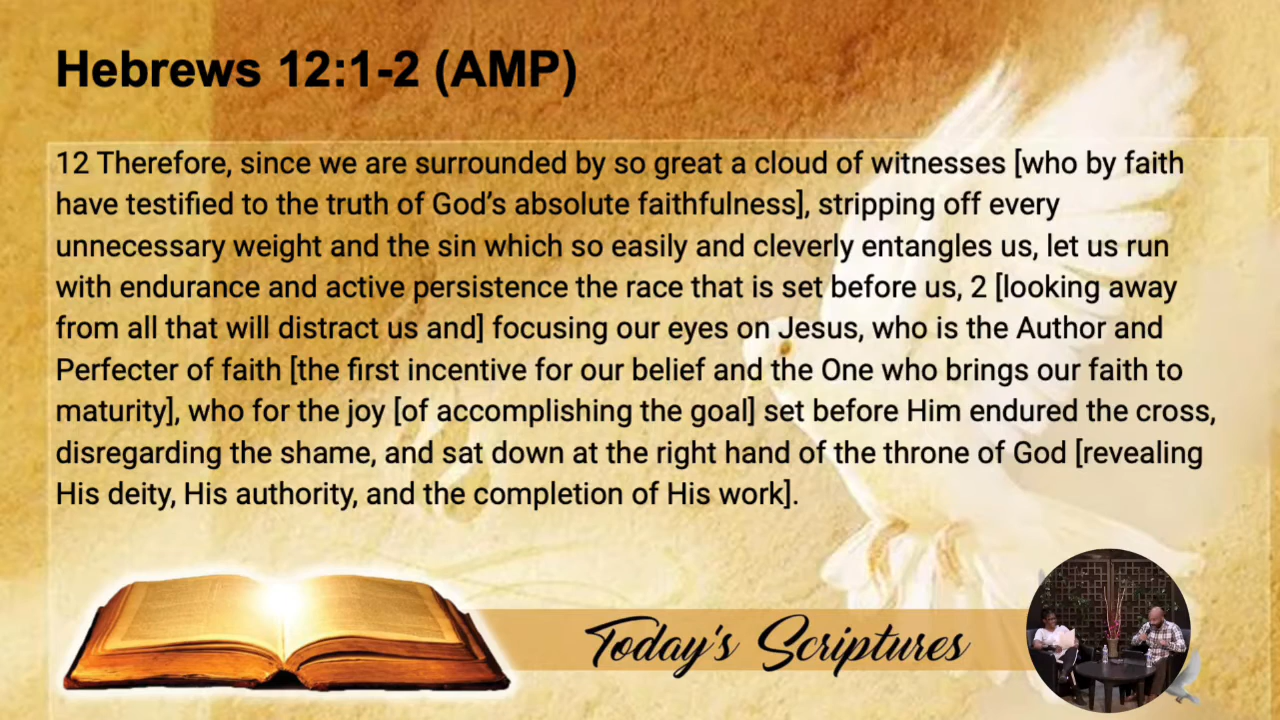 Hebrews 12:1-2 (AMP)
12 Therefore, since we are surrounded by so great a cloud of witnesses [who by faith
have testified to the truth of God’s absolute faithfulness], stripping off every
unnecessary weight and the sin which so easily and cleverly entangles us, let us run
with endurance and active persistence the race that is set before us, 2 [looking away
from all that will distract us and] focusing our eyes on Jesus, who is the Author and
Perfecter of faith [the first incentive for our belief and the One who brings our faith to
maturity], who for the joy [of accomplishing the goal] set before Him endured the cross,
disregarding the shame, and sat down at the right hand of the throne of God [revealing
His deity, His authority, and the completion of His work].
Today's Scriptures